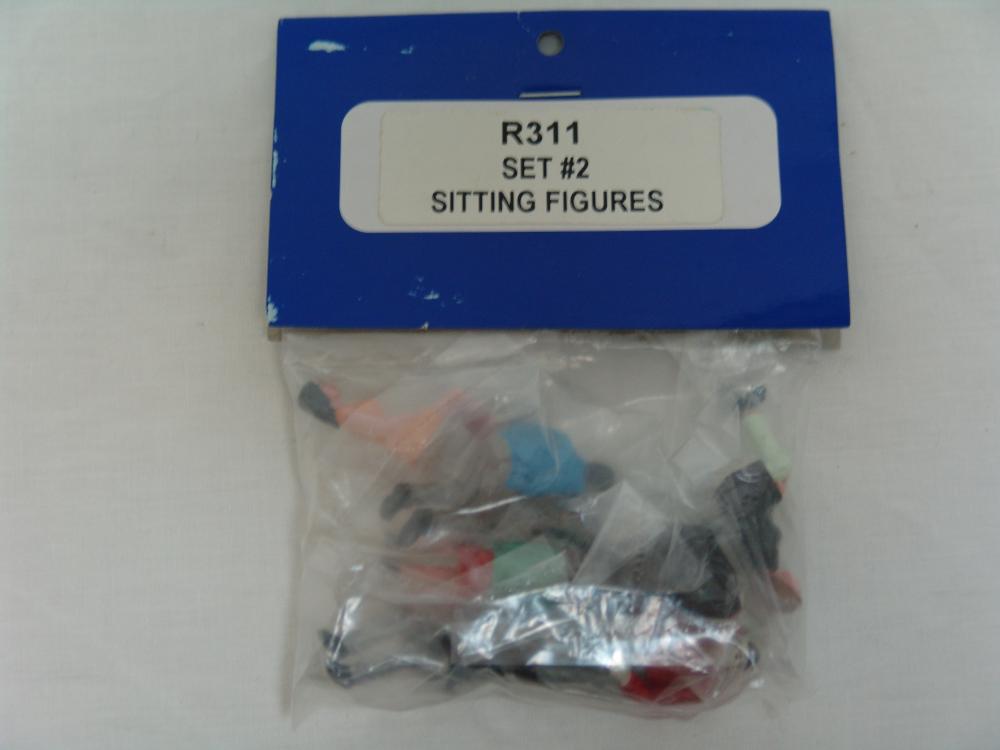 R311
SET #2
SITTING FIGURES